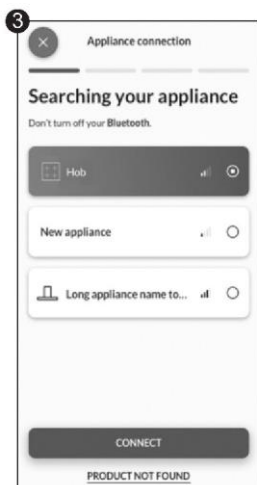 3
Appliance connection
Searching your appliance
Don't turn off your Bluetooth.
Hob
New appliance
Long appliance name to...
CONNECT
PRODUCT NOT FOUND